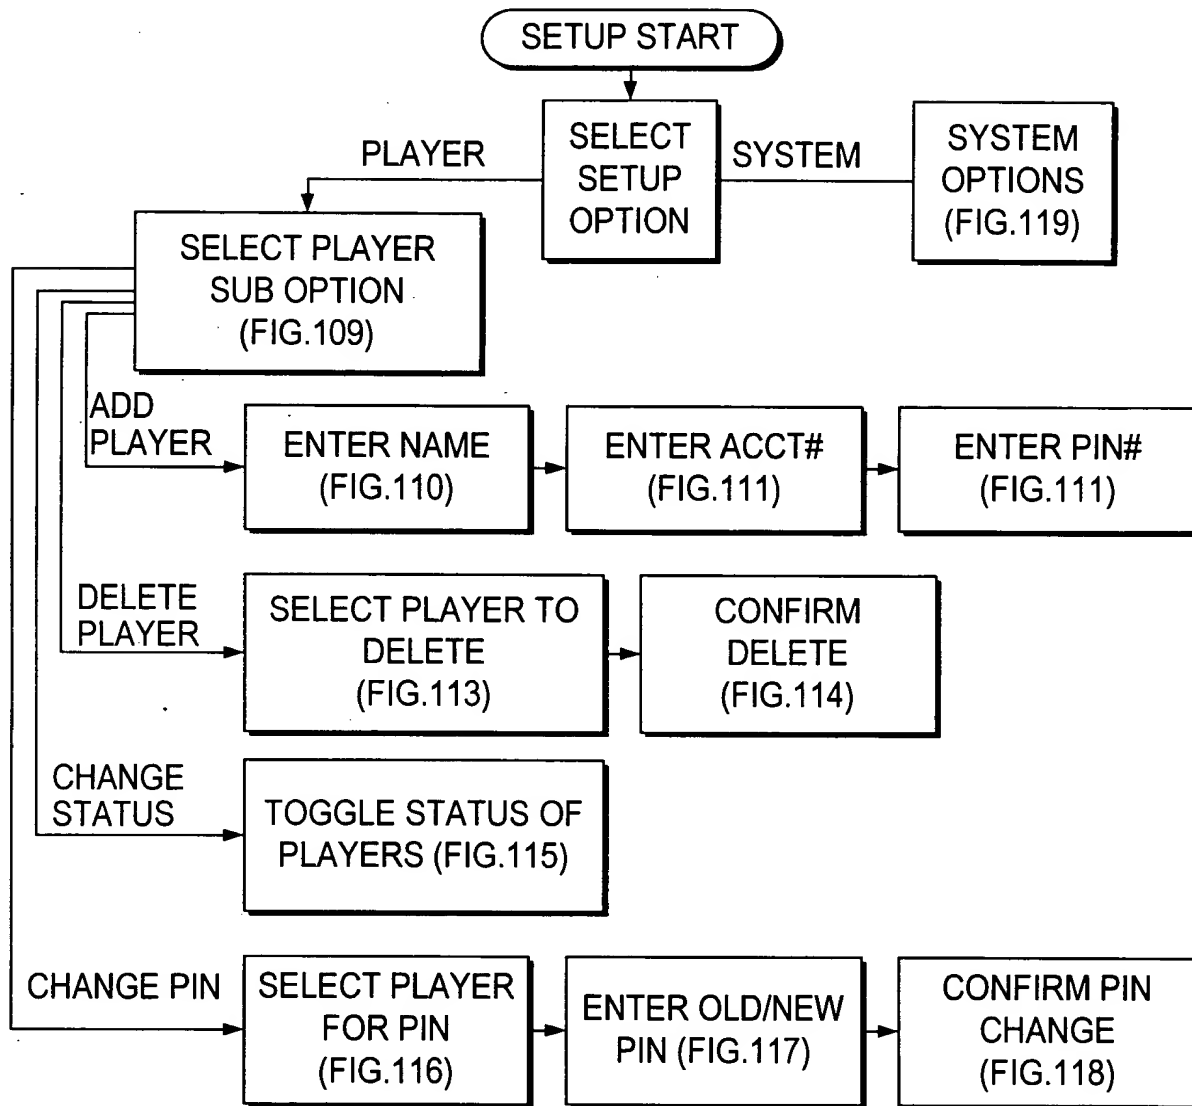 SETUP START
SELECT
SETUP
OPTION
PLAYER
SYSTEM
SYSTEM
OPTIONS
(FIG.119)
SELECT PLAYER
SUB OPTION
(FIG.109)
ADD
PLAYER
ENTER NAME
(FIG.110)
ENTER ACCT#
(FIG.111)
ENTER PIN#
(FIG.111)
DELETE
PLAYER
SELECT PLAYER TO
DELETE
(FIG.113)
CONFIRM
DELETE
(FIG.114)
CHANGE
STATUS
TOGGLE STATUS OF
PLAYERS (FIG.115)
CHANGE PIN
SELECT PLAYER
FOR PIN
(FIG.116)
ENTER OLD/NEW
PIN (FIG.117)
CONFIRM PIN
CHANGE
(FIG.118)